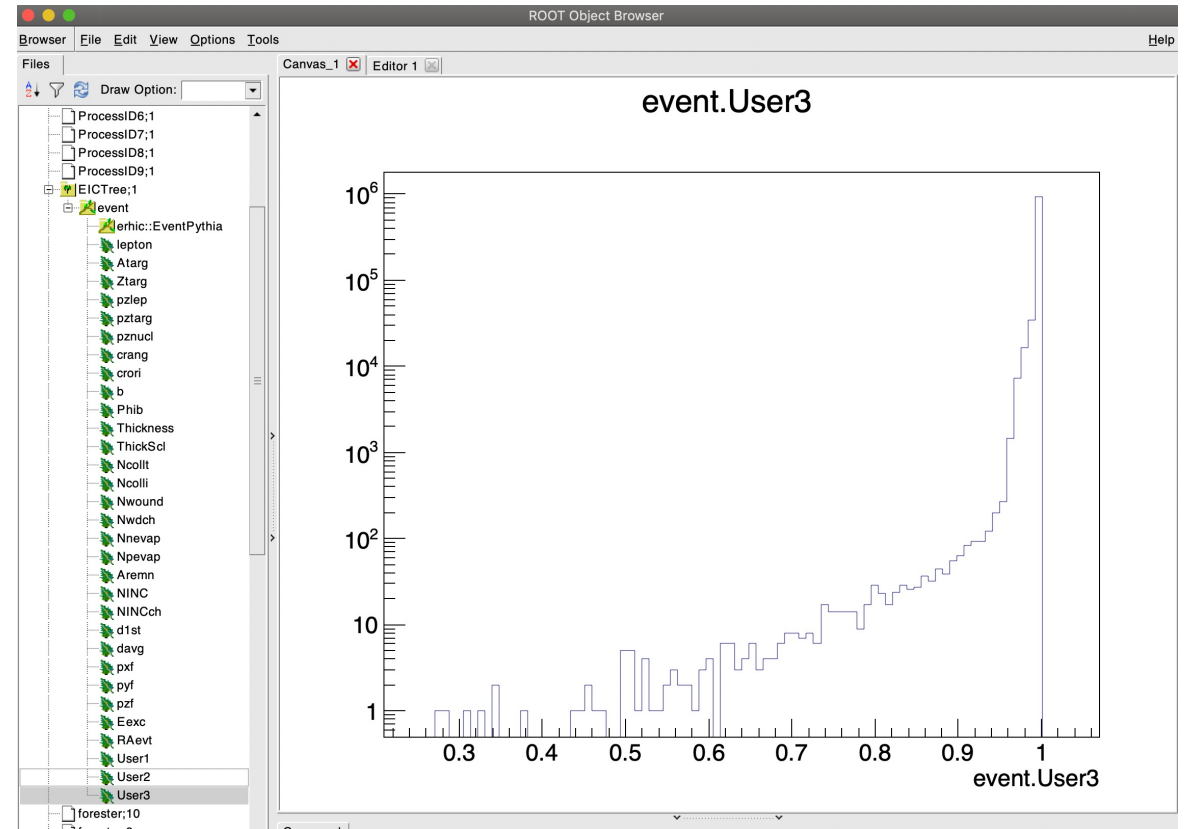 ROOT Object Browser
Browser File Edit View Options Tools Help
Files
Draw Option:
ProcessID6;1
ProcessID7;1
ProcessID8;1
ProcessID9;1
EICTree;1
event
erhic::EventPythia
lepton
Atarg
Ztarg
pzlep
pztarg
pznucl
crang
crori
b
Phib
Thickness
ThickScl
Ncollt
Ncolli
Nwound
Nwdch
Nnevap
Npevap
Aremn
NINC
NINCch
d1st
davg
pxf
pyf
pzf
Eexc
RAevt
User1
User2
User3
forester;10
Canvas_1 Editor 1
event.User3
10^6
10^5
10^4
10^3
10^2
10
1
0.3 0.4 0.5 0.6 0.7 0.8 0.9 1
event.User3